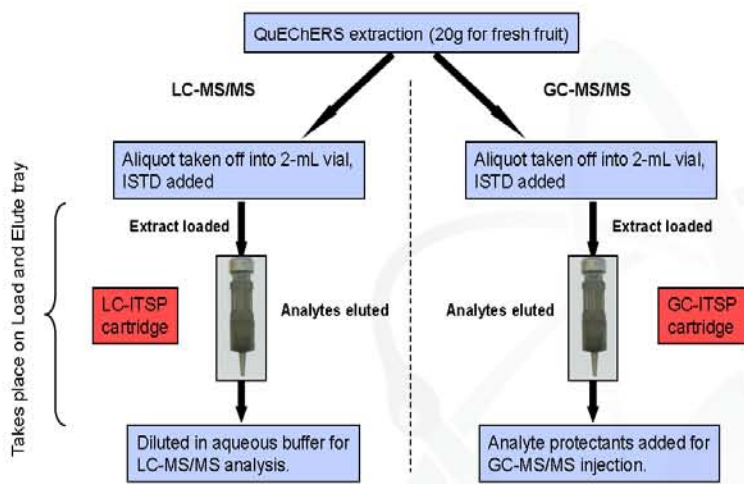 QuEChERS extraction (20g for fresh fruit)
LC-MS/MS
GC-MS/MS
Aliquot taken off into 2-mL vial,
ISTD added
Aliquot taken off into 2-mL vial,
ISTD added
Takes place on Load and Elute tray
Extract loaded
Extract loaded
LC-ITSP
cartridge
Analytes eluted
Analytes eluted
GC-ITSP
cartridge
Diluted in aqueous buffer for
LC-MS/MS analysis.
Analyte protectants added for
GC-MS/MS injection.